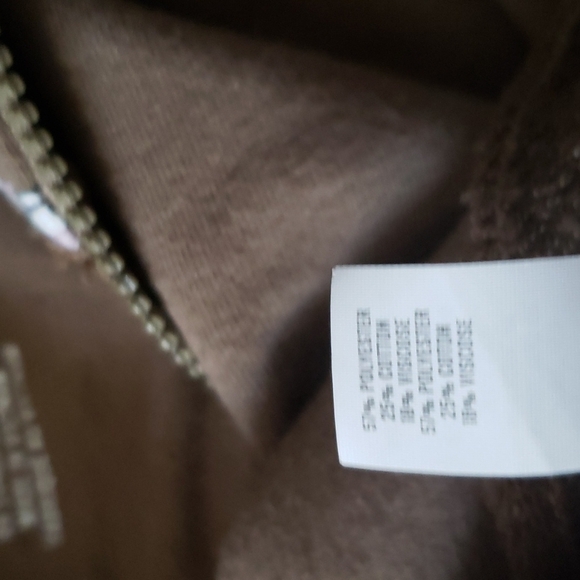 57% POLYESTER
25% COTTON
18% VISCOSE
57% POLYESTER
25% COTTON
18% VISCOSE